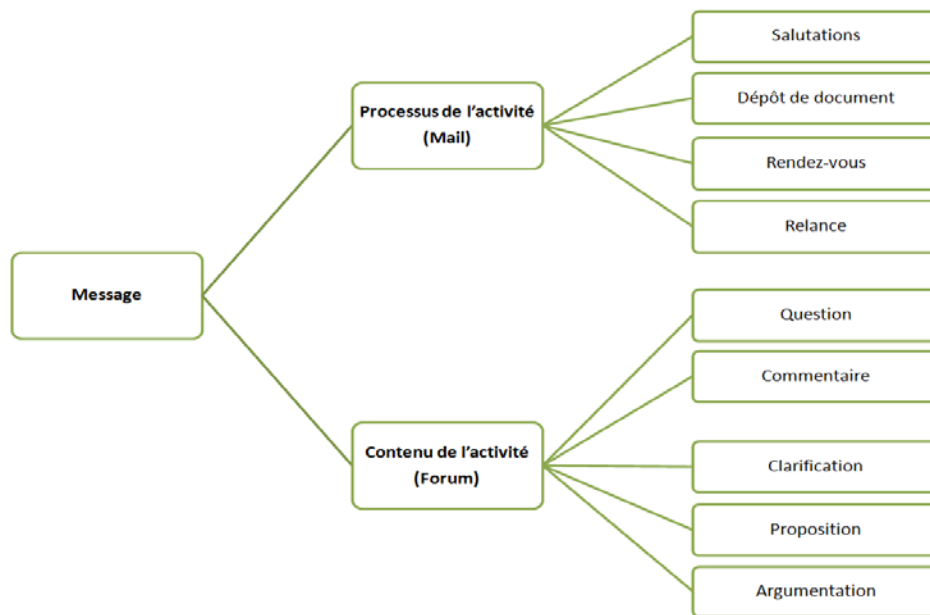 Message
Processus de l'activité
(Mail)
Salutations
Dépôt de document
Rendez-vous
Relance
Contenu de l'activité
(Forum)
Question
Commentaire
Clarification
Proposition
Argumentation